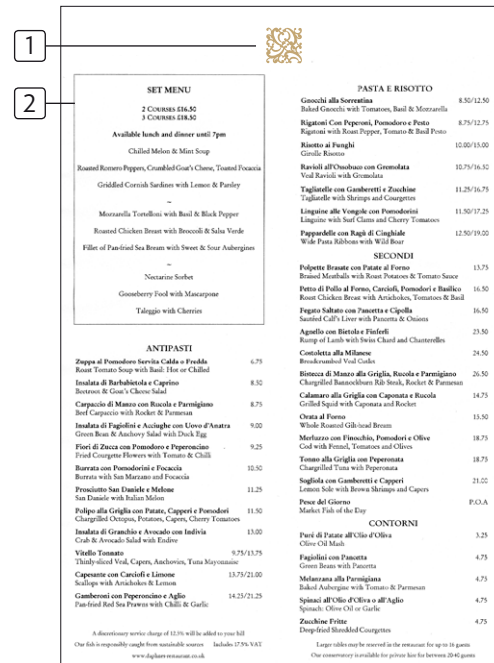 1
2
SET MENU
2 COURSES £16.50
3 COURSES £18.50
Available lunch and dinner until 7pm
Chilled Melon & Mint Soup
Roasted Romero Peppers, Crumbled Goat's Cheese, Toasted Focaccia
Griddled Cornish Sardines with Lemon & Parsley
~
Mozzarella Tortelloni with Basil & Black Pepper
Roasted Chicken Breast with Broccoli & Salsa Verde
Fillet of Pan-fried Sea Bream with Sweet & Sour Aubergines
~
Nectarine Sorbet
Gooseberry Fool with Mascarpone
Taleggio with Cherries
ANTIPASTI
Zuppa al Pomodoro Servita Calda o Fredda 6.75
Roast Tomato Soup with Basil: Hot or Chilled
Insalata di Barbabietola e Caprino 8.50
Beetroot & Goat's Cheese Salad
Carpaccio di Manzo con Rucola e Parmigiano 8.75
Beef Carpaccio with Rocket & Parmesan
Insalata di Fagiolini e Acciughe con Uovo d'Anatra 9.00
Green Bean & Anchovy Salad with Duck Egg
Fiori di Zucca con Pomodoro e Peperoncino 9.25
Fried Courgette Flowers with Tomato & Chilli
Burrata con Pomodorini e Focaccia 10.50
Burrata with San Marzano and Focaccia
Prosciutto San Daniele e Melone 11.25
San Daniele with Italian Melon
Polipo alla Griglia con Patate, Capperi e Pomodori 11.50
Chargrilled Octopus, Potatoes, Capers, Cherry Tomatoes
Insalata di Granchio e Avocado con Indivia 13.00
Crab & Avocado Salad with Endive
Vitello Tonnato 9.75/13.75
Thinly-sliced Veal, Capers, Anchovies, Tuna Mayonnaise
Capesante con Carciofi e Limone 13.75/21.00
Scallops with Artichokes & Lemon
Gamberoni con Peperoncino e Aglio 14.25/21.25
Pan-fried Red Sea Prawns with Chilli & Garlic
A discretionary service charge of 12.5% will be added to your bill
Our fish is responsibly caught from sustainable sources Includes 17.5% VAT
PASTA E RISOTTO
Gnocchi alla Sorrentina 8.50/12.50
Baked Gnocchi with Tomatoes, Basil & Mozzarella
Rigatoni Con Peperoni, Pomodoro e Pesto 8.75/12.75
Rigatoni with Roast Pepper, Tomato & Basil Pesto
Risotto ai Funghi 10.00/15.00
Girolle Risotto
Ravioli all'Ossobuco con Gremolata 10.75/16.50
Veal Ravioli with Gremolata
Tagliatelle con Gamberetti e Zucchine 11.25/16.75
Tagliatelle with Shrimps and Courgettes
Linguine alle Vongole con Pomodorini 11.50/17.25
Linguine with Surf Clams and Cherry Tomatoes
Pappardelle con Ragù di Cinghiale 12.50/19.00
Wide Pasta Ribbons with Wild Boar
SECONDI
Polpette Brasate con Patate al Forno 13.75
Braised Meatballs with Roast Potatoes & Tomato Sauce
Petto di Pollo al Forno, Carciofi, Pomodori e Basilico 16.50
Roast Chicken Breast with Artichokes, Tomatoes & Basil
Fegato Saltato con Pancetta e Cipolla 16.50
Sautéed Calf's Liver with Pancetta & Onions
Agnello con Bietola e Finferli 23.50
Rump of Lamb with Swiss Chard and Chanterelles
Costoletta alla Milanese 24.50
Breadcrumbed Veal Cutlet
Bistecca di Manzo alla Griglia, Rucola e Parmigiano 26.50
Chargrilled Bannockburn Rib Steak, Rocket & Parmesan
Calamaro alla Griglia con Caponata e Rucola 14.75
Grilled Squid with Caponata and Rocket
Orata al Forno 15.50
Whole Roasted Gilt-head Bream
Merluzzo con Finocchio, Pomodori e Olive 18.75
Cod with Fennel, Tomatoes and Olives
Tonno alla Griglia con Peperonata 18.75
Chargrilled Tuna with Peperonata
Sogliola con Gamberetti e Capperi 21.00
Lemon Sole with Brown Shrimps and Capers
Pesce del Giorno P.O.A
Market Fish of the Day
CONTORNI
Puré di Patate all'Olio d'Oliva 3.25
Olive Oil Mash
Fagiolini con Pancetta 4.75
Green Beans with Pancetta
Melanzana alla Parmigiana 4.75
Baked Aubergine with Tomato & Parmesan
Spinaci all'Olio d'Oliva o all'Aglio 4.75
Spinach: Olive Oil or Garlic
Zucchine Fritte 4.75
Deep-fried Shredded Courgettes
Larger tables may be reserved in the restaurant for up to 16 guests
Our conservatory is available for private hire for between 20-40 guests